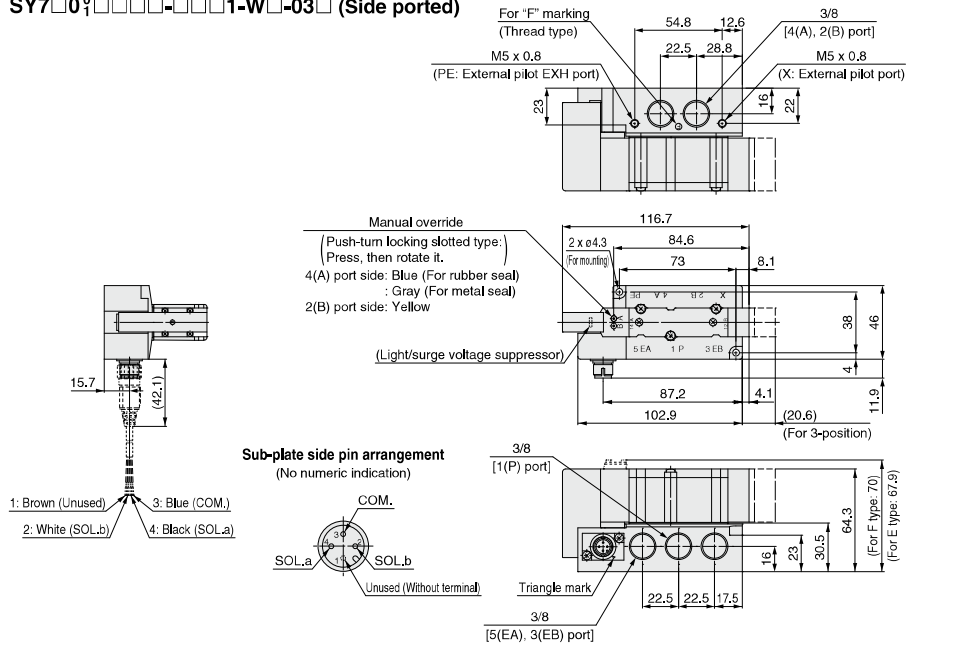 SY7□0⁰₁□□□□-□□□1-W□-03□ (Side ported)
For "F" marking
(Thread type)
54.8
12.6
3/8
[4(A), 2(B) port]
22.5
28.8
M5 x 0.8
(PE: External pilot EXH port)
M5 x 0.8
(X: External pilot port)
23
16
22
Manual override
(Push-turn locking slotted type:
Press, then rotate it.)
4(A) port side: Blue (For rubber seal)
: Gray (For metal seal)
2(B) port side: Yellow
116.7
84.6
2 x ø4.3
(For mounting)
73
8.1
PE
4 A
2 B
X
A
B
5 EA
1 P
3 EB
38
46
4
11.9
(Light/surge voltage suppressor)
87.2
4.1
102.9
(20.6)
(For 3-position)
15.7
(42.1)
1: Brown (Unused)
3: Blue (COM.)
2: White (SOL.b)
4: Black (SOL.a)
Sub-plate side pin arrangement
(No numeric indication)
COM.
3
4
2
1
SOL.a
SOL.b
Unused (Without terminal)
3/8
[1(P) port]
Triangle mark
16
23
30.5
64.3
(For F type: 70)
(For E type: 67.9)
22.5
22.5
17.5
3/8
[5(EA), 3(EB) port]